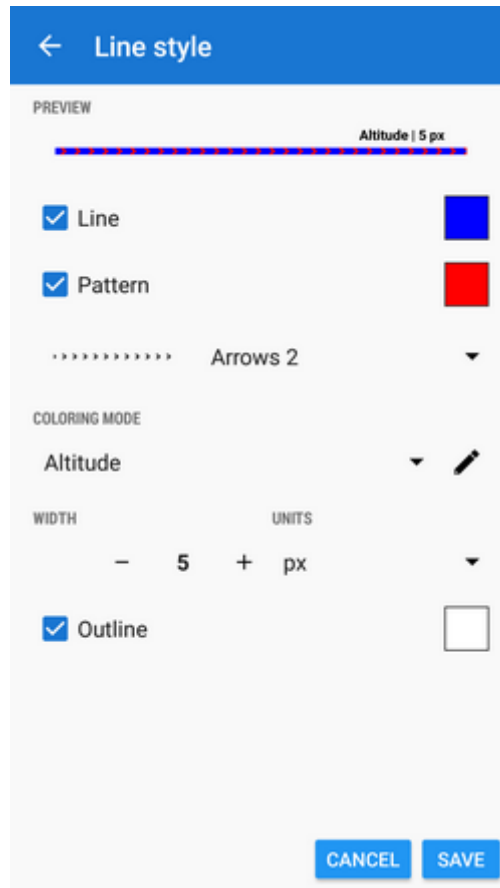 Line style
PREVIEW
Altitude | 5 px
Line
Pattern
Arrows 2
COLORING MODE
Altitude
WIDTH UNITS
− 5 + px
Outline
CANCEL SAVE